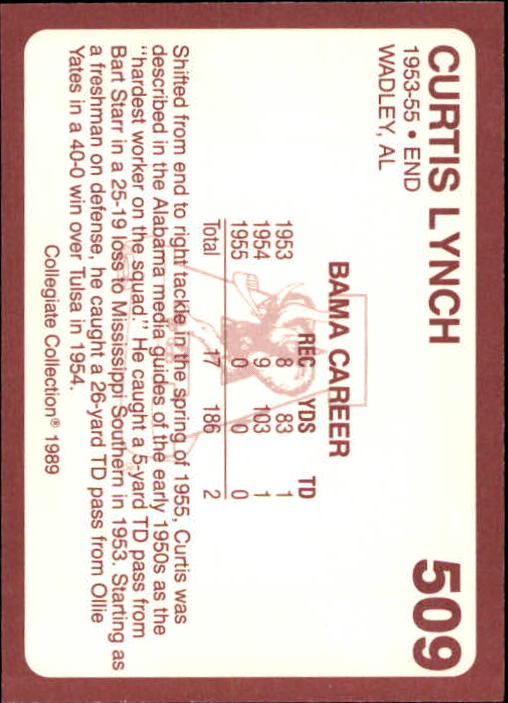 CURTIS LYNCH 509
1953-55 • END
WADLEY, AL
BAMA CAREER
REC YDS TD
1953 8 83 1
1954 9 103 1
1955 0 0 0
Total 17 186 2
Shifted from end to right tackle in the spring of 1955, Curtis was
described in the Alabama media guides of the early 1950s as the
"hardest worker on the squad." He caught a 5-yard TD pass from
Bart Starr in a 25-19 loss to Mississippi Southern in 1953. Starting as
a freshman on defense, he caught a 26-yard TD pass from Ollie
Yates in a 40-0 win over Tulsa in 1954.
Collegiate Collection® 1989